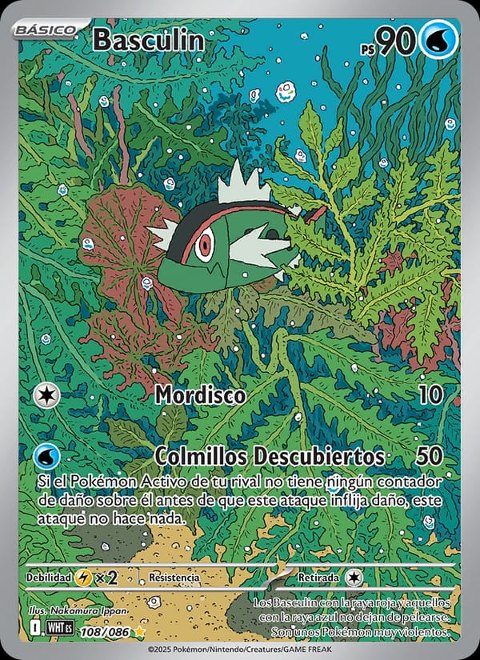 BÁSICO
Basculin
PS 90
Mordisco 10
Colmillos Descubiertos 50
Si el Pokémon Activo de tu rival no tiene ningún contador
de daño sobre él antes de que este ataque inflija daño, este
ataque no hace nada.
Debilidad ×2 Resistencia Retirada
Ilus. Nakamura Ippan
I WHT ES 108/086
Los Basculin con la raya roja y aquellos
con la raya azul no dejan de pelearse.
Son unos Pokémon muy violentos.
©2025 Pokémon/Nintendo/Creatures/GAME FREAK